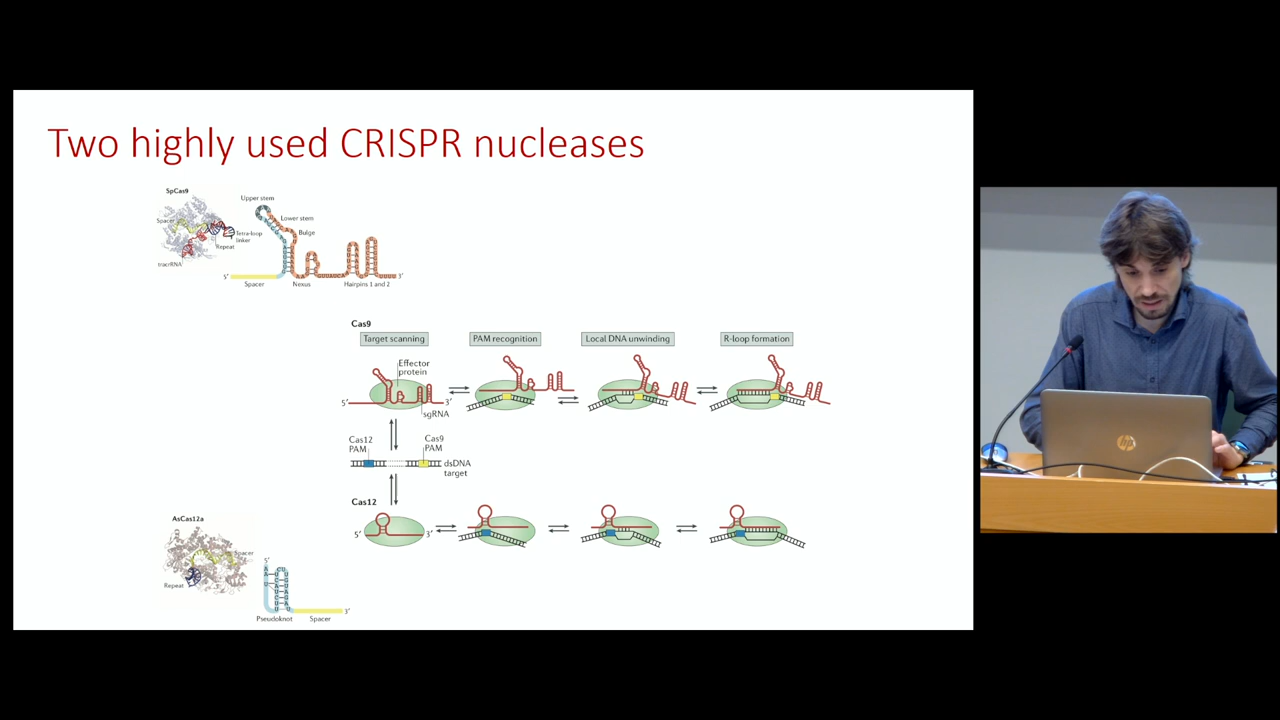 Two highly used CRISPR nucleases
SpCas9
Spacer
Tetra-loop
linker
Repeat
tracrRNA
Upper stem
Lower stem
Bulge
5′
3′
Spacer
Nexus
Hairpins 1 and 2
Cas9
Target scanning
PAM recognition
Local DNA unwinding
R-loop formation
Effector
protein
5′
3′
sgRNA
Cas12
PAM
Cas9
PAM
dsDNA
target
Cas12
5′
3′
AsCas12a
Spacer
Repeat
5′
3′
Pseudoknot
Spacer
hp